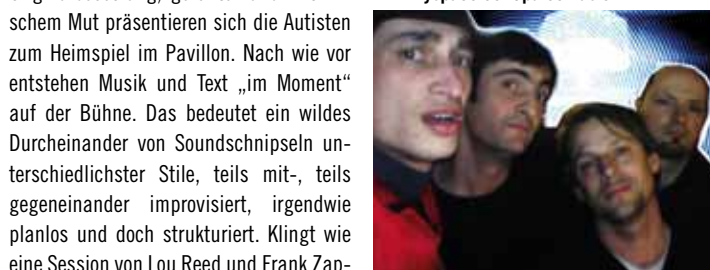 schem Mut präsentieren sich die Autisten
zum Heimspiel im Pavillon. Nach wie vor
entstehen Musik und Text „im Moment“
auf der Bühne. Das bedeutet ein wildes
Durcheinander von Soundschnipseln un-
terschiedlichster Stile, teils mit-, teils
gegeneinander improvisiert, irgendwie
planlos und doch strukturiert. Klingt wie
eine Session von Lou Reed und Frank Zap-